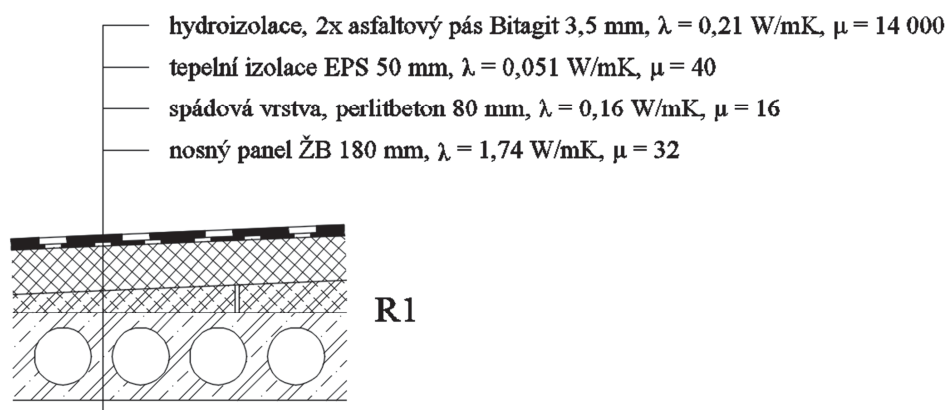 hydroizolace, 2x asfaltový pás Bitagit 3,5 mm, λ = 0,21 W/mK, μ = 14 000
tepelní izolace EPS 50 mm, λ = 0,051 W/mK, μ = 40
spádová vrstva, perlitbeton 80 mm, λ = 0,16 W/mK, μ = 16
nosný panel ŽB 180 mm, λ = 1,74 W/mK, μ = 32
R1